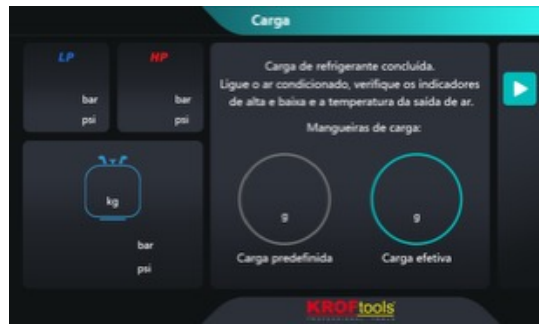 Carga
LP
HP
bar
bar
psi
psi
kg
bar
psi
Carga de refrigerante concluída.
Ligue o ar condicionado, verifique os indicadores
de alta e baixa e a temperatura da saída de ar.
Mangueiras de carga:
g
g
Carga predefinida
Carga efetiva
KROFtools